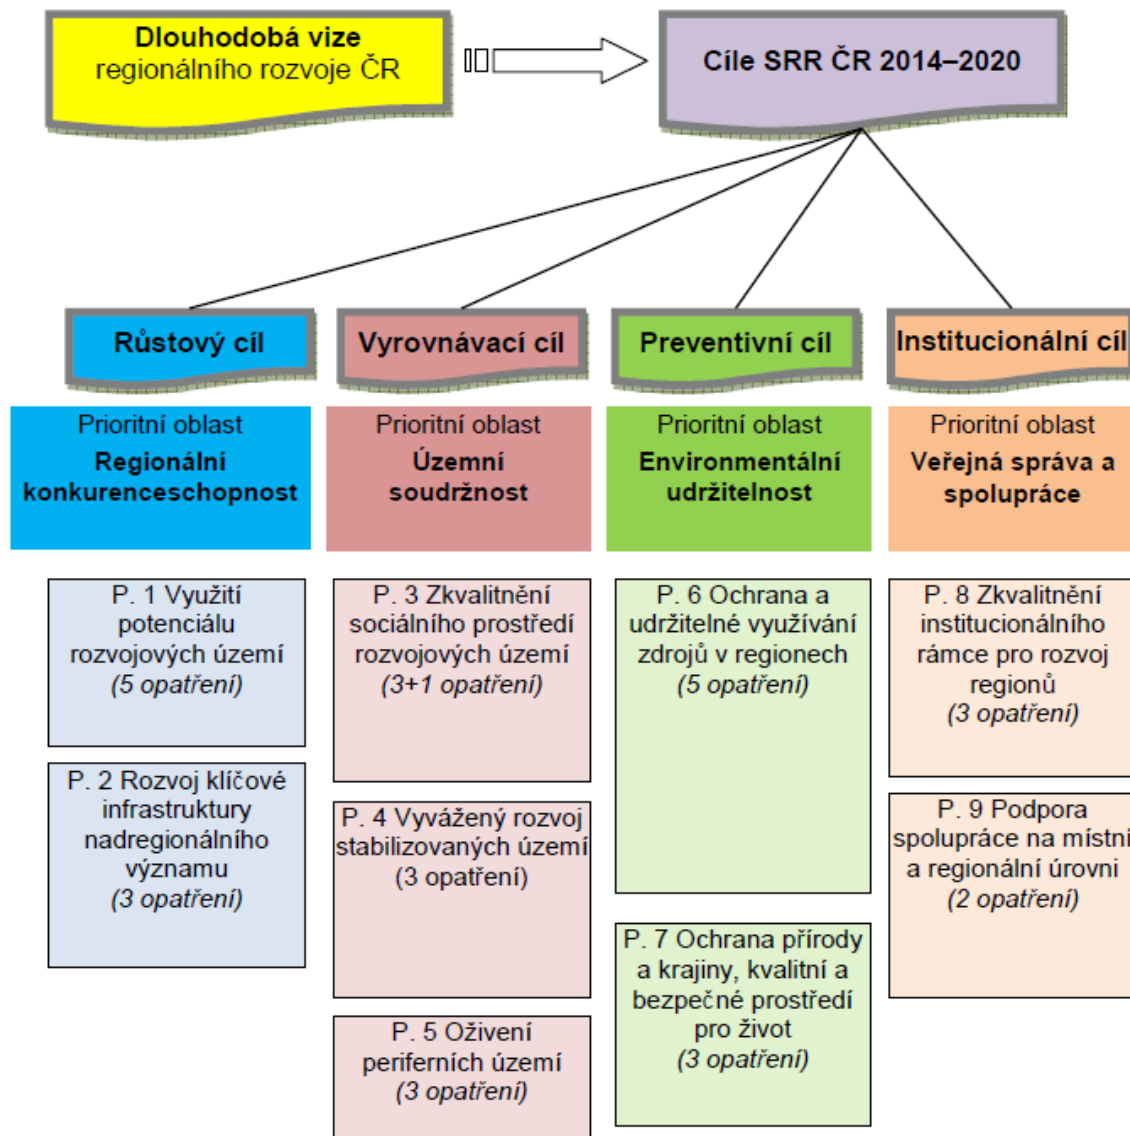 Dlouhodobá vize
regionálního rozvoje ČR
Cíle SRR ČR 2014–2020
Růstový cíl
Vyrovnávací cíl
Preventivní cíl
Institucionální cíl
Prioritní oblast
Regionální
konkurenceschopnost
Prioritní oblast
Územní
soudržnost
Prioritní oblast
Environmentální
udržitelnost
Prioritní oblast
Veřejná správa a
spolupráce
P. 1 Využití
potenciálu
rozvojových území
(5 opatření)
P. 2 Rozvoj klíčové
infrastruktury
nadregionálního
významu
(3 opatření)
P. 3 Zkvalitnění
sociálního prostředí
rozvojových území
(3+1 opatření)
P. 4 Vyvážený rozvoj
stabilizovaných území
(3 opatření)
P. 5 Oživení
periferních území
(3 opatření)
P. 6 Ochrana a
udržitelné využívání
zdrojů v regionech
(5 opatření)
P. 7 Ochrana přírody
a krajiny, kvalitní a
bezpečné prostředí
pro život
(3 opatření)
P. 8 Zkvalitnění
institucionálního
rámce pro rozvoj
regionů
(3 opatření)
P. 9 Podpora
spolupráce na místní
a regionální úrovni
(2 opatření)